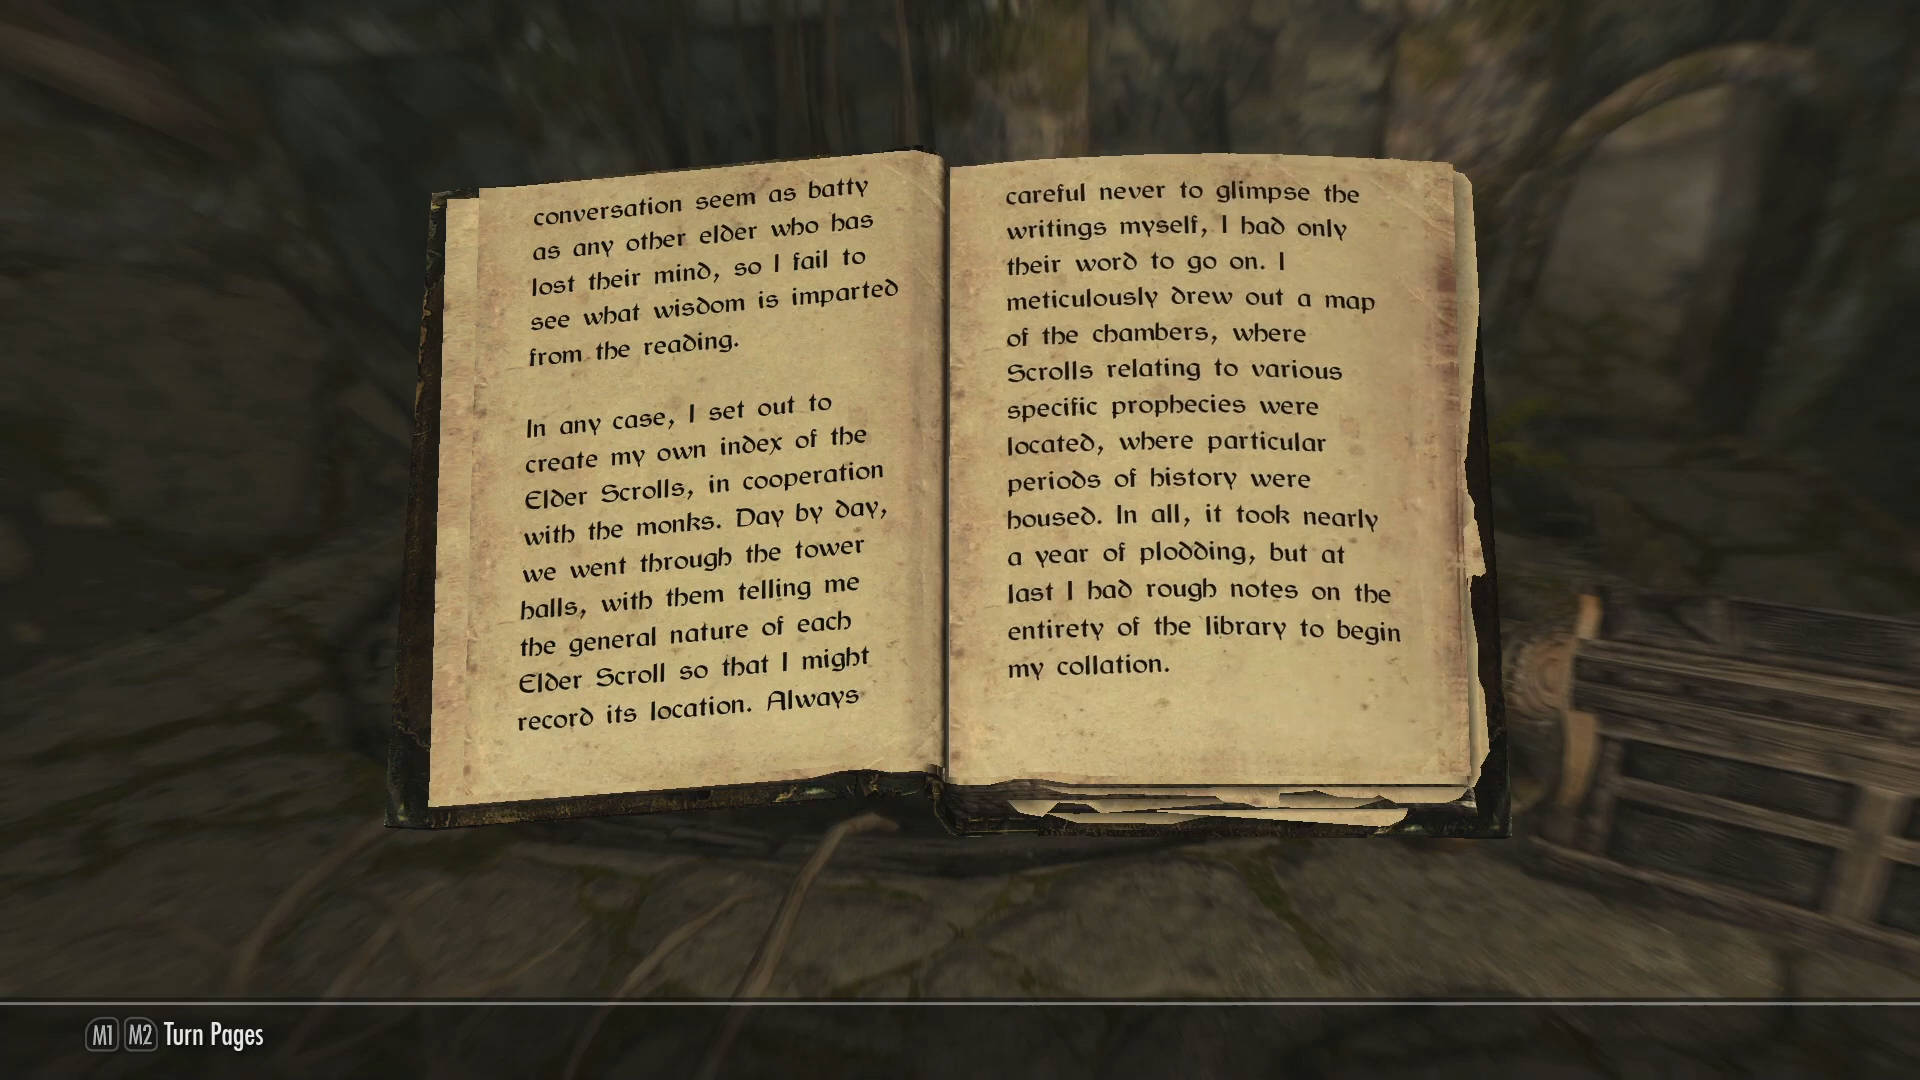 conversation seem as batty
as any other elder who has
lost their mind, so I fail to
see what wisdom is imparted
from the reading.
In any case, I set out to
create my own index of the
Elder Scrolls, in cooperation
with the monks. Day by day,
we went through the tower
halls, with them telling me
the general nature of each
Elder Scroll so that I might
record its location. Always
careful never to glimpse the
writings myself, I had only
their word to go on. I
meticulously drew out a map
of the chambers, where
Scrolls relating to various
specific prophecies were
located, where particular
periods of history were
housed. In all, it took nearly
a year of plodding, but at
last I had rough notes on the
entirety of the library to begin
my collation.
M1 M2 Turn Pages